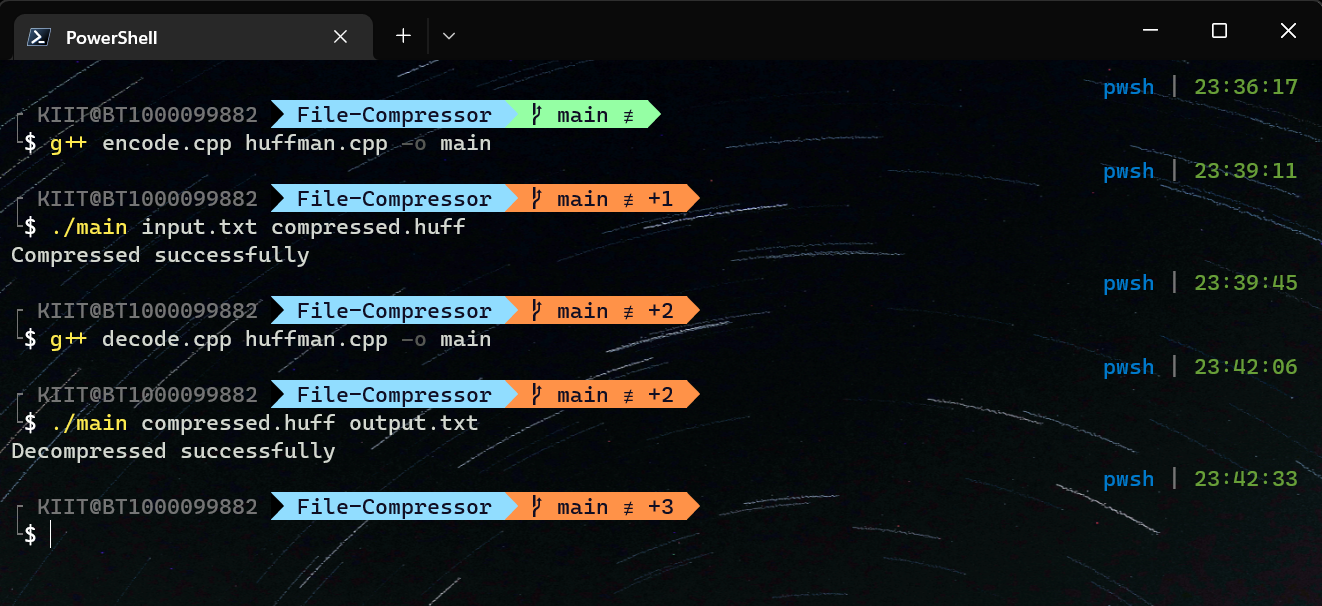 PowerShell
pwsh | 23:36:17
KIIT@BT1000099882 File-Compressor main ≢
$ g++ encode.cpp huffman.cpp -o main
pwsh | 23:39:11
KIIT@BT1000099882 File-Compressor main ≢ +1
$ ./main input.txt compressed.huff
Compressed successfully
pwsh | 23:39:45
KIIT@BT1000099882 File-Compressor main ≢ +2
$ g++ decode.cpp huffman.cpp -o main
pwsh | 23:42:06
KIIT@BT1000099882 File-Compressor main ≢ +2
$ ./main compressed.huff output.txt
Decompressed successfully
pwsh | 23:42:33
KIIT@BT1000099882 File-Compressor main ≢ +3
$